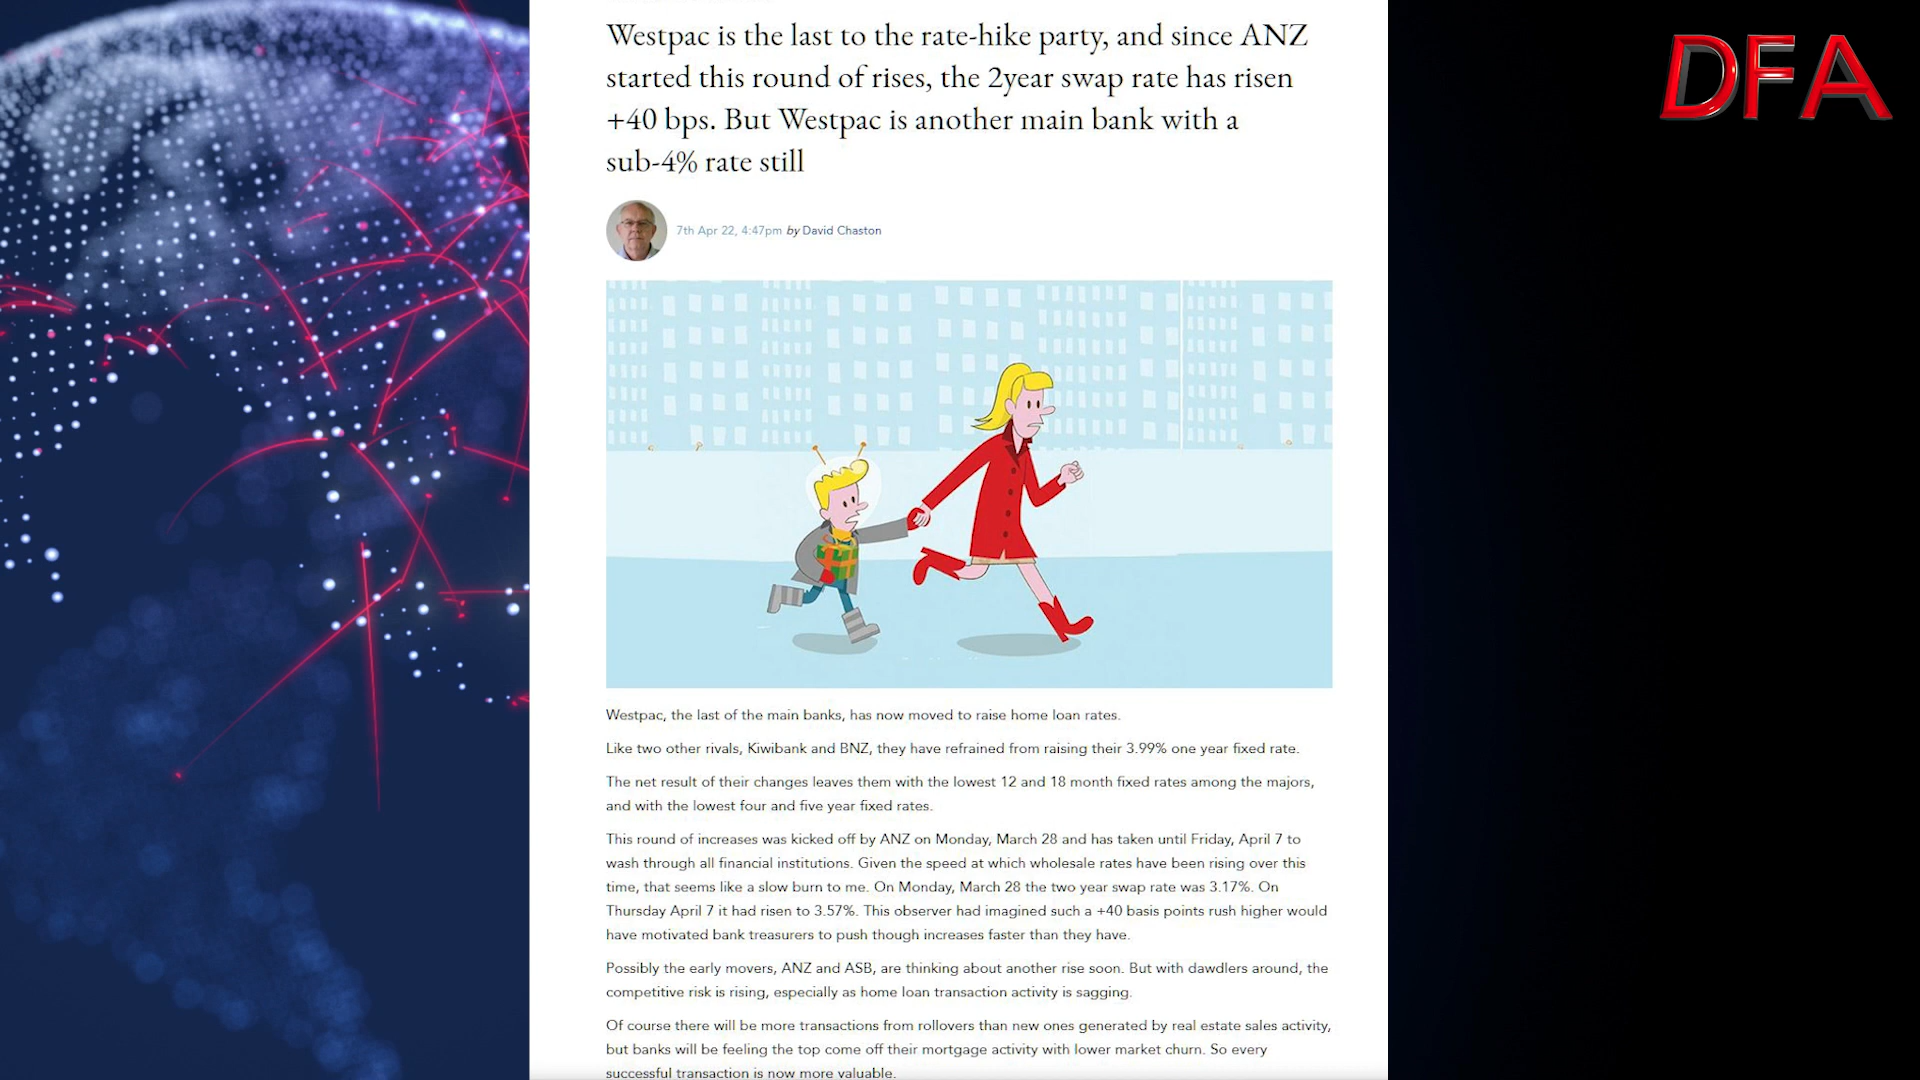 DFA
Westpac is the last to the rate-hike party, and since ANZ
started this round of rises, the 2year swap rate has risen
+40 bps. But Westpac is another main bank with a
sub-4% rate still
7th Apr 22, 4:47pm by David Chaston
Westpac, the last of the main banks, has now moved to raise home loan rates.
Like two other rivals, Kiwibank and BNZ, they have refrained from raising their 3.99% one year fixed rate.
The net result of their changes leaves them with the lowest 12 and 18 month fixed rates among the majors,
and with the lowest four and five year fixed rates.
This round of increases was kicked off by ANZ on Monday, March 28 and has taken until Friday, April 7 to
wash through all financial institutions. Given the speed at which wholesale rates have been rising over this
time, that seems like a slow burn to me. On Monday, March 28 the two year swap rate was 3.17%. On
Thursday April 7 it had risen to 3.57%. This observer had imagined such a +40 basis points rush higher would
have motivated bank treasurers to push though increases faster than they have.
Possibly the early movers, ANZ and ASB, are thinking about another rise soon. But with dawdlers around, the
competitive risk is rising, especially as home loan transaction activity is sagging.
Of course there will be more transactions from rollovers than new ones generated by real estate sales activity,
but banks will be feeling the top come off their mortgage activity with lower market churn. So every
successful transaction is now more valuable.